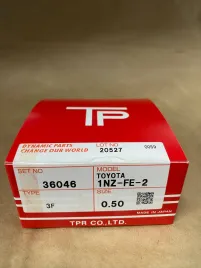 TP
DYNAMIC PARTS
CHANGE OUR WORLD
LOT NO
20527
0050
SET NO
36046
MODEL
TOYOTA
1NZ-FE-2
TYPE
3F
SIZE
0.50
MADE IN JAPAN
TPR CO.,LTD.